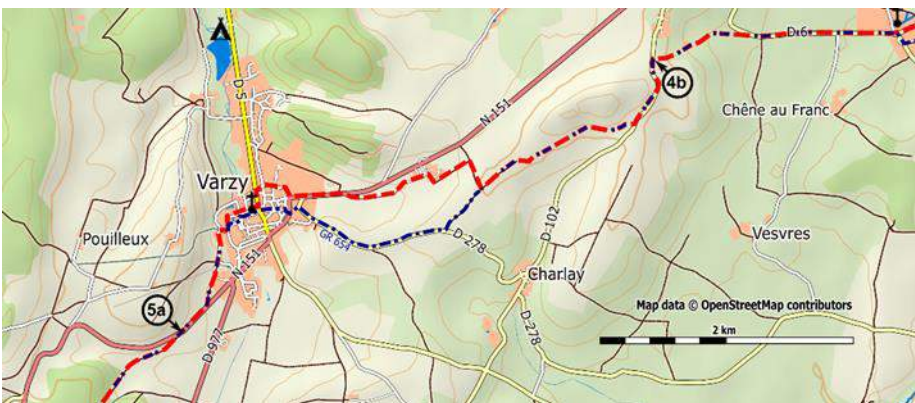 D 5
N 151
4b
D 6
Chêne au Franc
Varzy
Pouilleux
GR 654
D 278
D 102
Vesvres
N 151
Charlay
5a
D 977
D 278
Map data © OpenStreetMap contributors
2 km